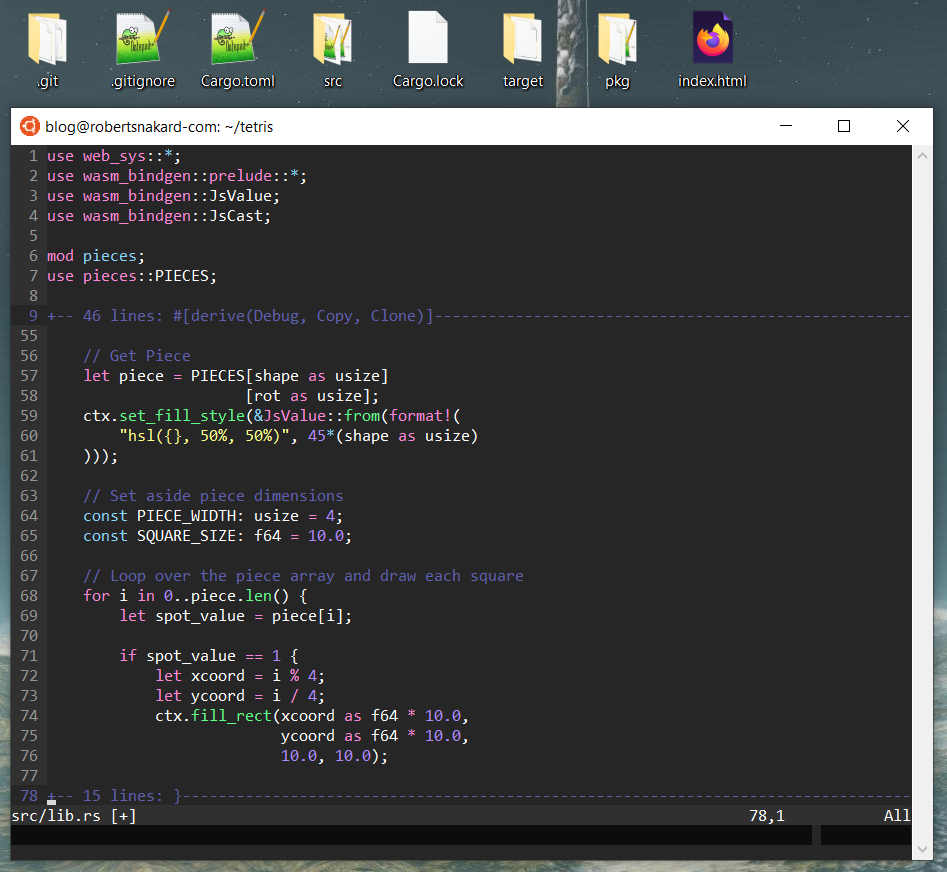 .git .gitignore Cargo.toml src Cargo.lock target pkg index.html
blog@robertsnakard-com: ~/tetris
1 use web_sys::*;
2 use wasm_bindgen::prelude::*;
3 use wasm_bindgen::JsValue;
4 use wasm_bindgen::JsCast;
5
6 mod pieces;
7 use pieces::PIECES;
8
9 +-- 46 lines: #[derive(Debug, Copy, Clone)]-----------------------------------------------------
55
56     // Get Piece
57     let piece = PIECES[shape as usize]
58                       [rot as usize];
59     ctx.set_fill_style(&JsValue::from(format!(
60         "hsl({}, 50%, 50%)", 45*(shape as usize)
61     )));
62
63     // Set aside piece dimensions
64     const PIECE_WIDTH: usize = 4;
65     const SQUARE_SIZE: f64 = 10.0;
66
67     // Loop over the piece array and draw each square
68     for i in 0..piece.len() {
69         let spot_value = piece[i];
70
71         if spot_value == 1 {
72             let xcoord = i % 4;
73             let ycoord = i / 4;
74             ctx.fill_rect(xcoord as f64 * 10.0,
75                           ycoord as f64 * 10.0,
76                           10.0, 10.0);
77
78 +-- 15 lines: }---------------------------------------------------------------------------------
src/lib.rs [+] 78,1 All